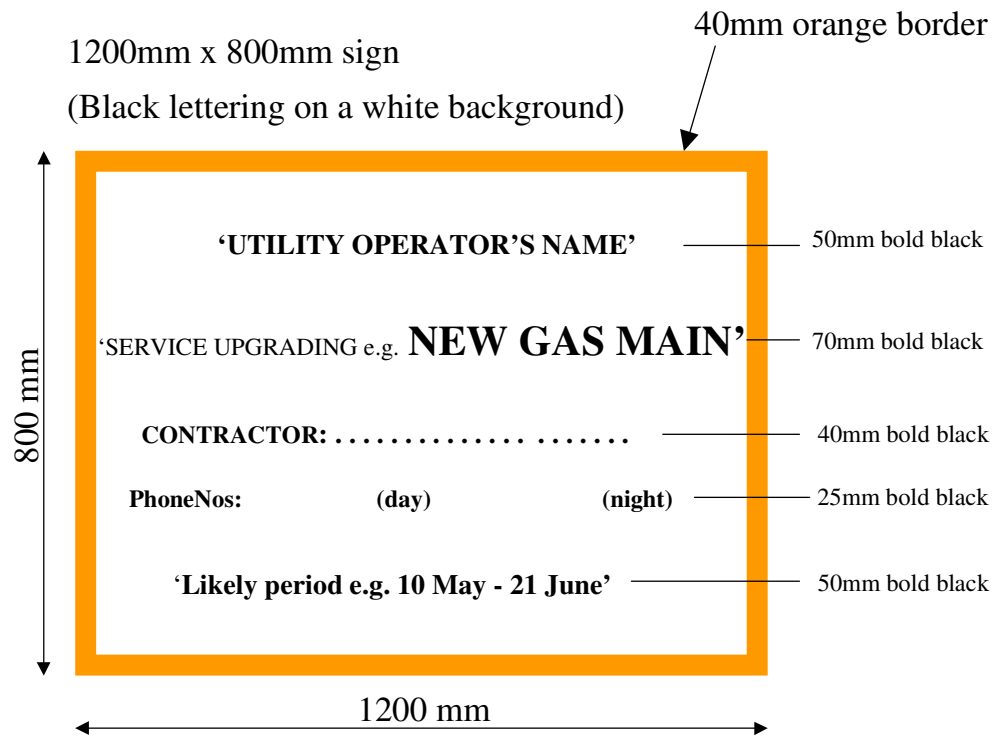 40mm orange border
1200mm x 800mm sign
(Black lettering on a white background)
‘UTILITY OPERATOR’S NAME’ 50mm bold black
‘SERVICE UPGRADING e.g. NEW GAS MAIN’ 70mm bold black
800 mm
CONTRACTOR: . . . . . . . . . . . . . . . . . . . . . 40mm bold black
PhoneNos: (day) (night) 25mm bold black
‘Likely period e.g. 10 May - 21 June’ 50mm bold black
1200 mm